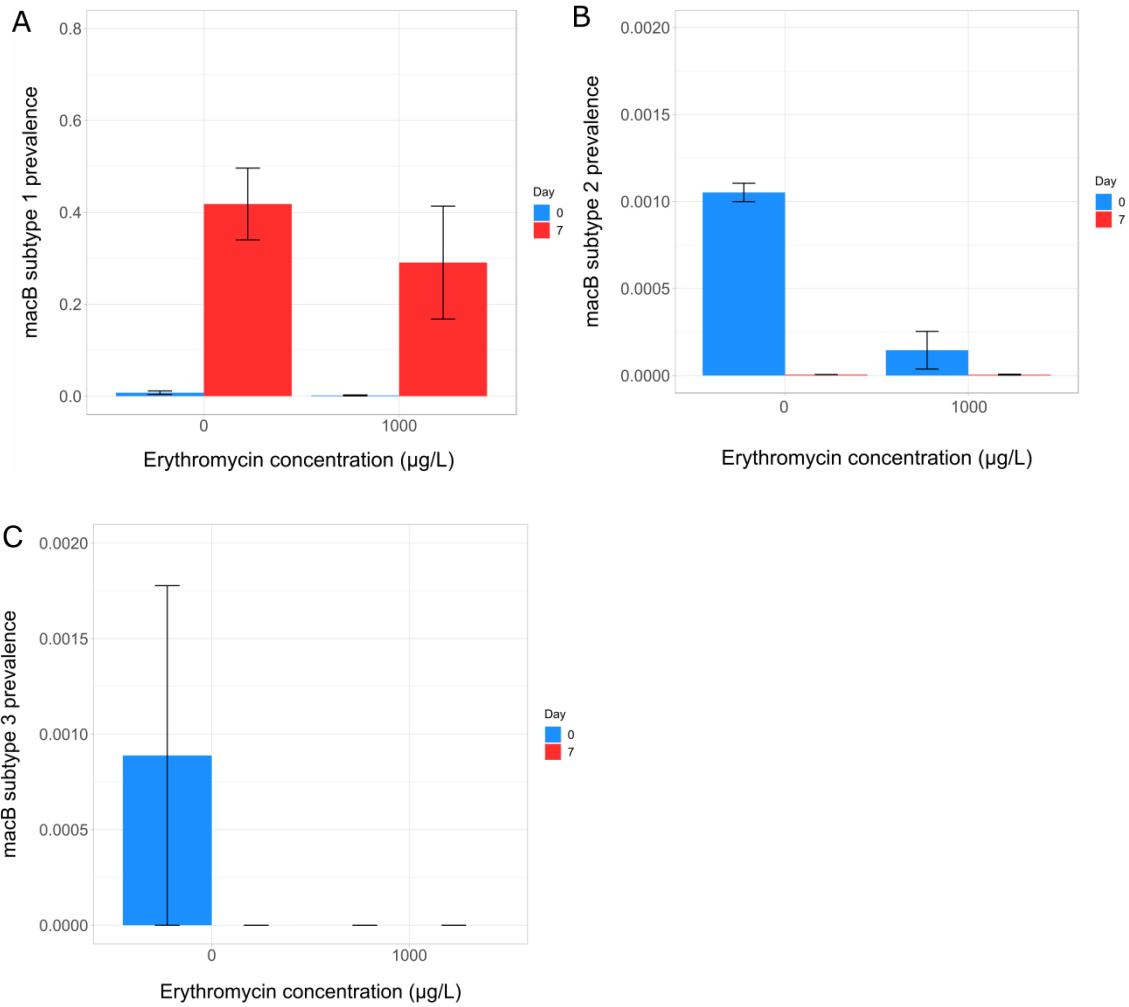 A
macB subtype 1 prevalence
0.8
0.6
0.4
0.2
0.0
0
1000
Erythromycin concentration (µg/L)
Day
0
7
B
macB subtype 2 prevalence
0.0020
0.0015
0.0010
0.0005
0.0000
0
1000
Erythromycin concentration (µg/L)
Day
0
7
C
macB subtype 3 prevalence
0.0020
0.0015
0.0010
0.0005
0.0000
0
1000
Erythromycin concentration (µg/L)
Day
0
7